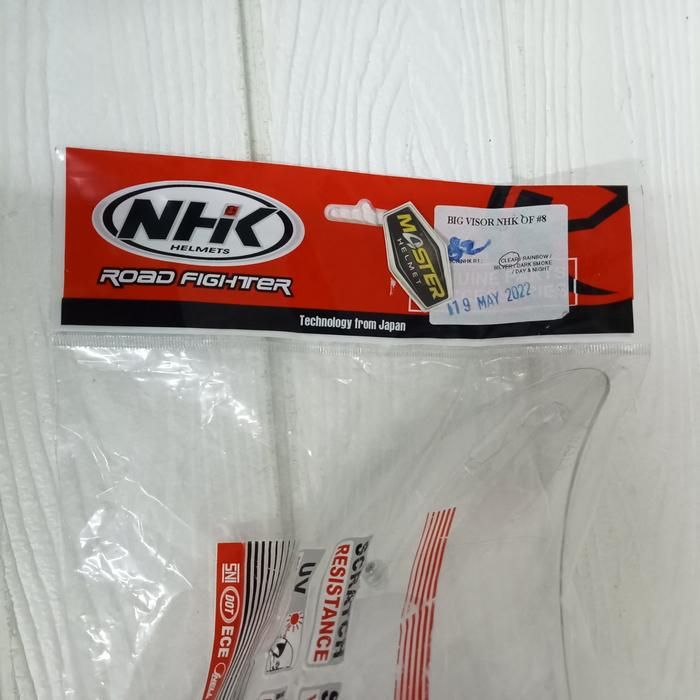 NHK
HELMETS
ROAD FIGHTER
Technology from Japan
MASTER
HELMET
BIG VISOR NHK OF #8
CLEAR / RAINBOW /
SILVER / DARK SMOKE
/ DAY & NIGHT
19 MAY 2022
SNI
DOT
ECE
UV
SCRATCH
RESISTANCE